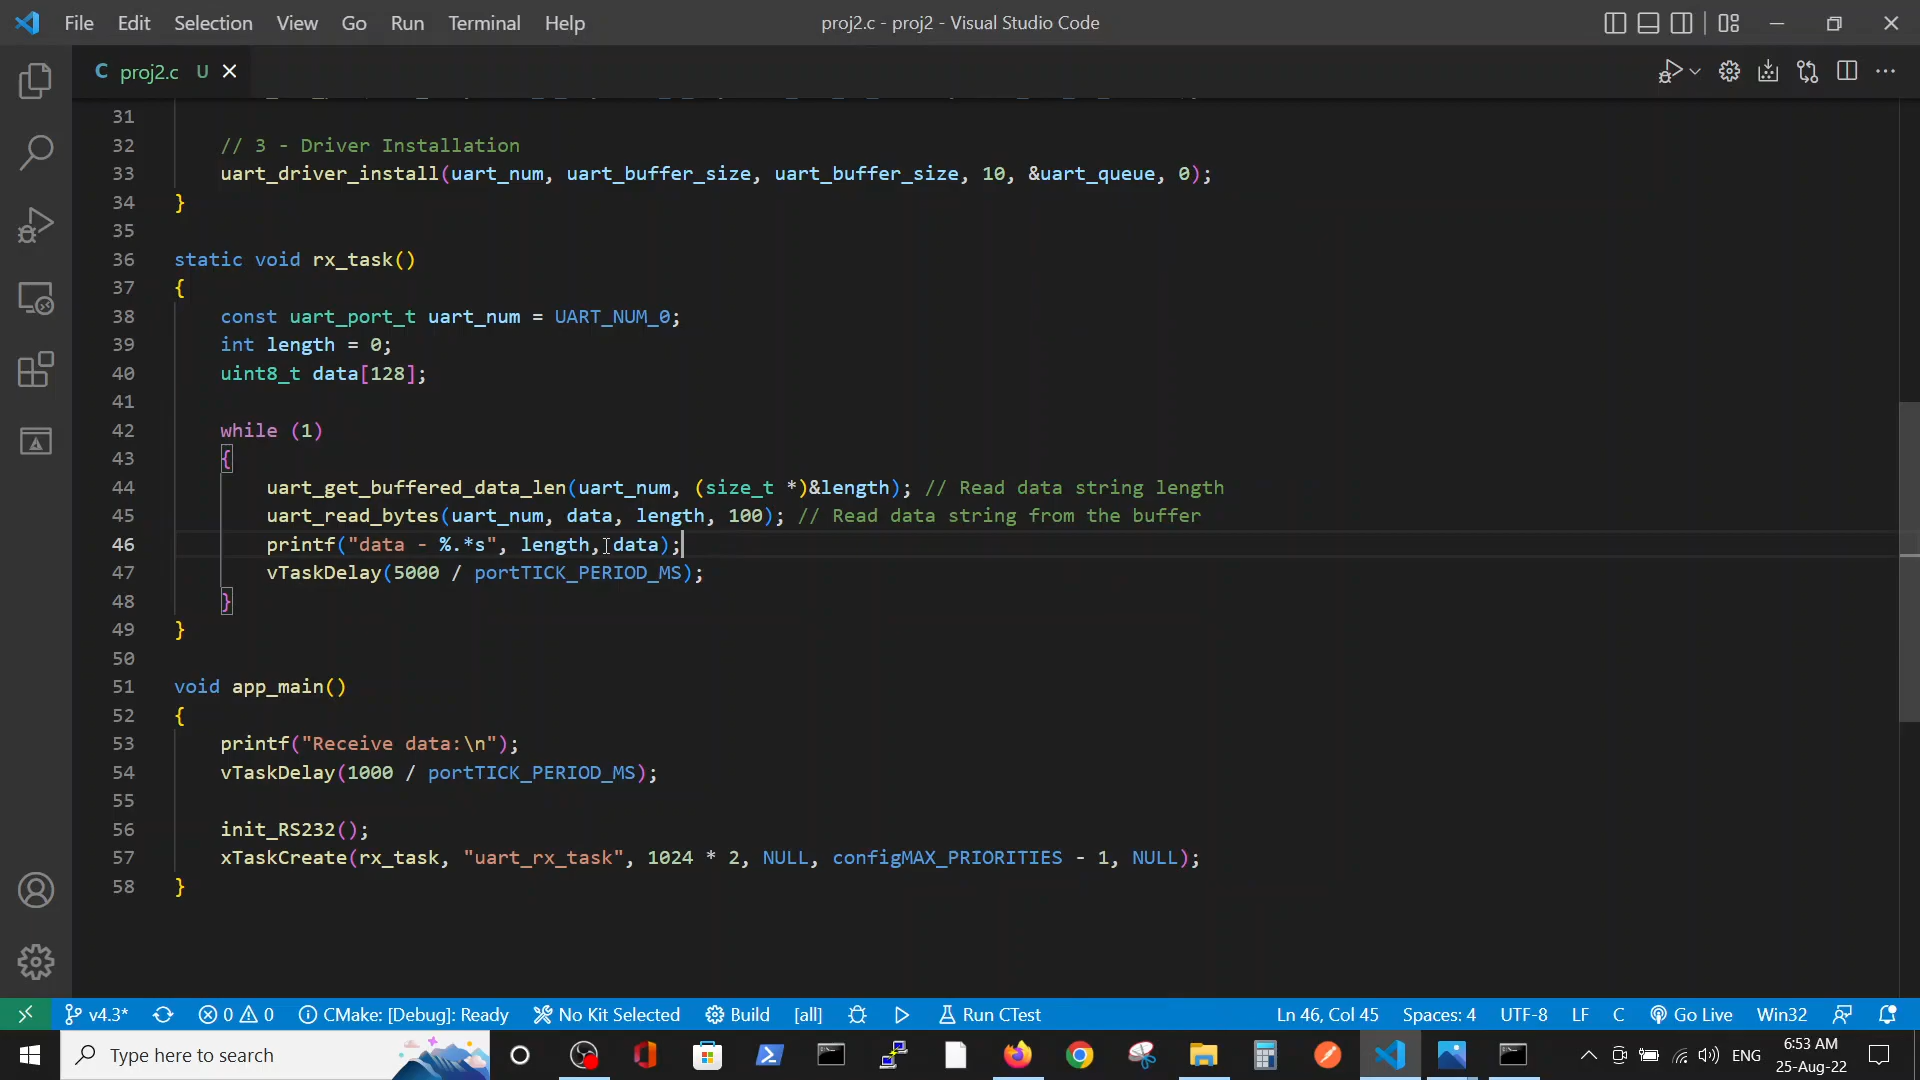 File Edit Selection View Go Run Terminal Help proj2.c - proj2 - Visual Studio Code
C proj2.c U
31
32 // 3 - Driver Installation
33 uart_driver_install(uart_num, uart_buffer_size, uart_buffer_size, 10, &uart_queue, 0);
34 }
35
36 static void rx_task()
37 {
38 const uart_port_t uart_num = UART_NUM_0;
39 int length = 0;
40 uint8_t data[128];
41
42 while (1)
43 {
44 uart_get_buffered_data_len(uart_num, (size_t *)&length); // Read data string length
45 uart_read_bytes(uart_num, data, length, 100); // Read data string from the buffer
46 printf("data - %.*s", length, data);
47 vTaskDelay(5000 / portTICK_PERIOD_MS);
48 }
49 }
50
51 void app_main()
52 {
53 printf("Receive data:\n");
54 vTaskDelay(1000 / portTICK_PERIOD_MS);
55
56 init_RS232();
57 xTaskCreate(rx_task, "uart_rx_task", 1024 * 2, NULL, configMAX_PRIORITIES - 1, NULL);
58 }
v4.3* 0 0 CMake: [Debug]: Ready No Kit Selected Build [all] Run CTest Ln 46, Col 45 Spaces: 4 UTF-8 LF C Go Live Win32
Type here to search ENG 6:53 AM
25-Aug-22